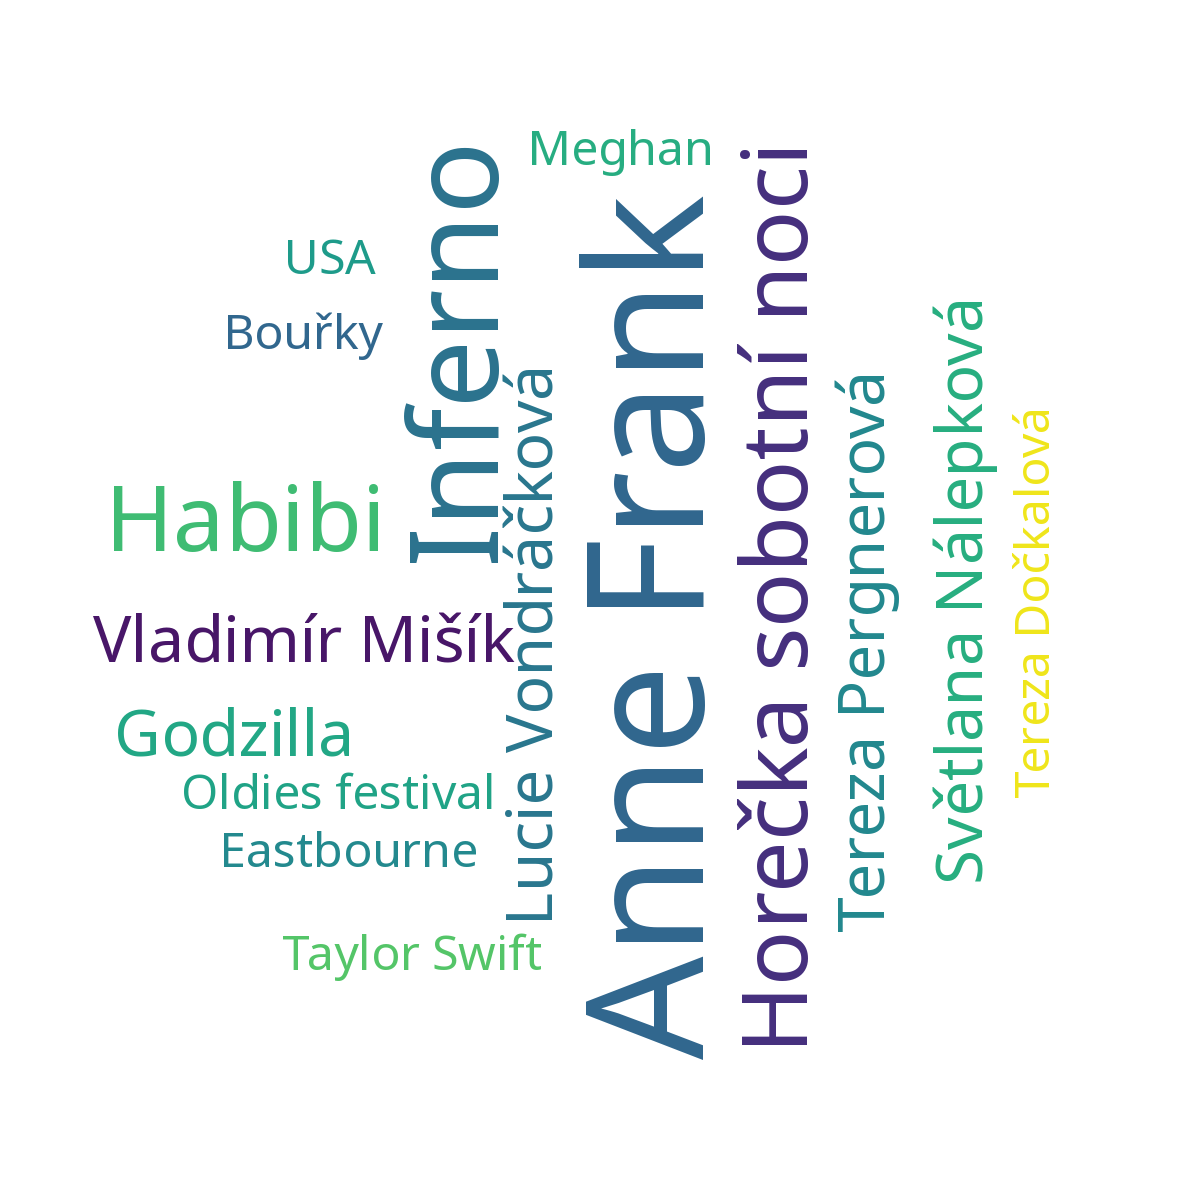 Meghan
USA
Bouřky
Inferno
Habibi
Vladimír Mišík
Godzilla
Oldies festival
Eastbourne
Taylor Swift
Lucie Vondráčková
Anne Frank
Horečka sobotní noci
Tereza Pergnerová
Světlana Nálepková
Tereza Dočkalová